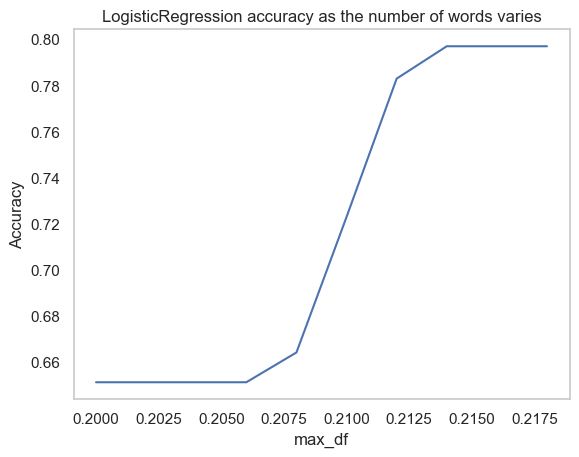 LogisticRegression accuracy as the number of words varies
0.80
0.78
0.76
0.74
0.72
0.70
0.68
0.66
Accuracy
0.2000 0.2025 0.2050 0.2075 0.2100 0.2125 0.2150 0.2175
max_df